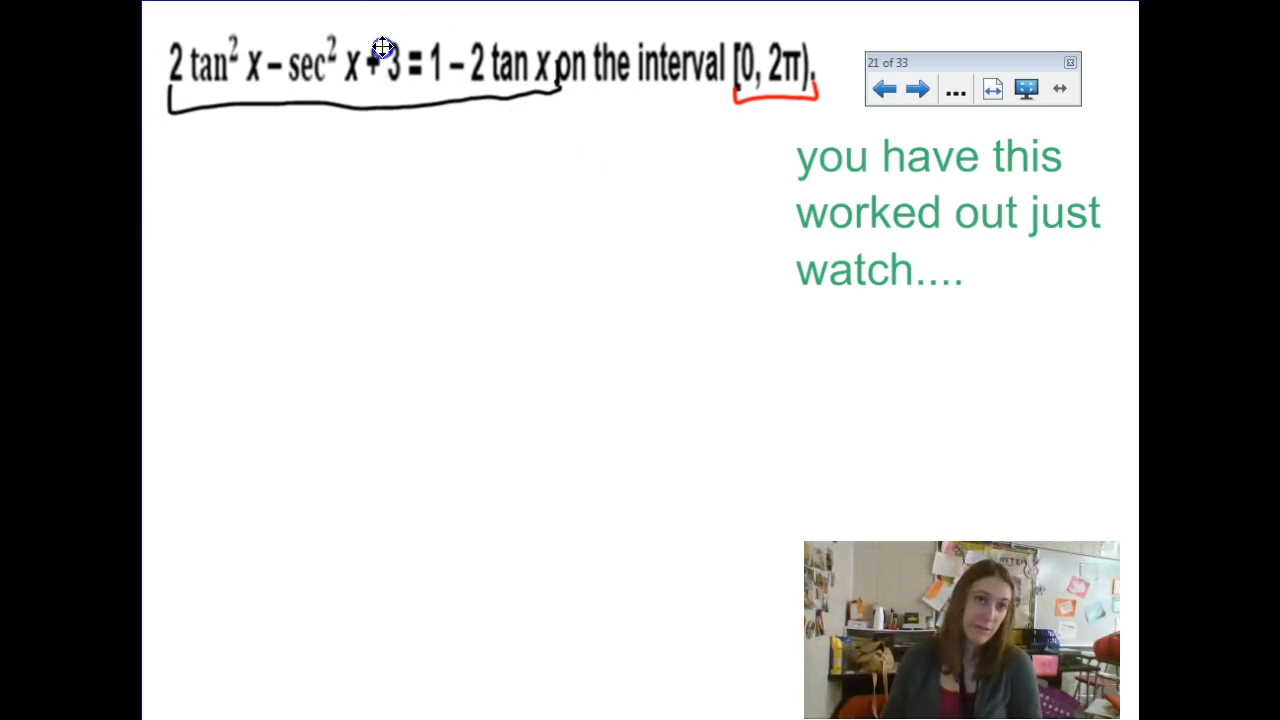 2 tan² x – sec² x + 3 = 1 – 2 tan x on the interval [0, 2π).
21 of 33
you have this
worked out just
watch....